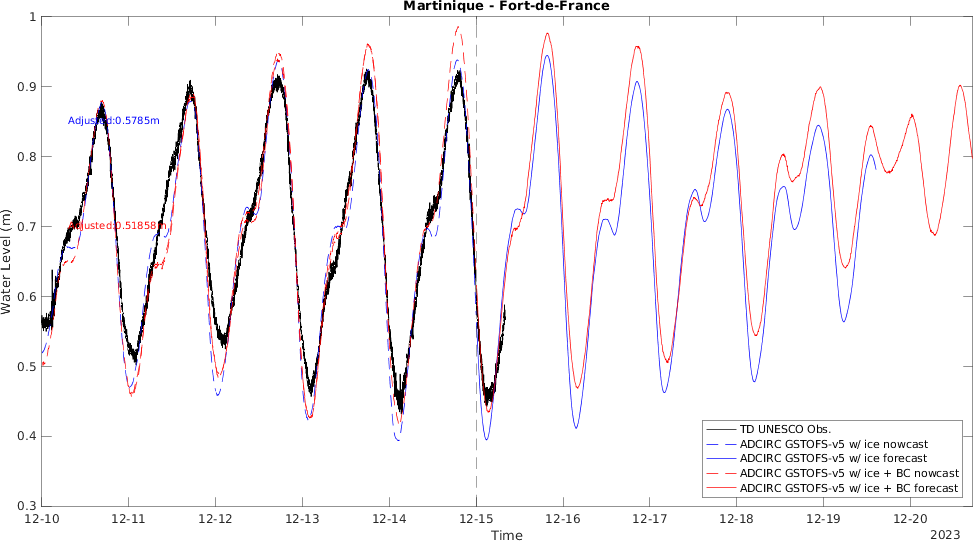 Martinique - Fort-de-France
1
0.9
0.8
0.7
0.6
0.5
0.4
0.3
Water Level (m)
Adjusted:0.5785m
Adjusted:0.51858m
TD UNESCO Obs.
ADCIRC GSTOFS-v5 w/ ice nowcast
ADCIRC GSTOFS-v5 w/ ice forecast
ADCIRC GSTOFS-v5 w/ ice + BC nowcast
ADCIRC GSTOFS-v5 w/ ice + BC forecast
12-10 12-11 12-12 12-13 12-14 12-15 12-16 12-17 12-18 12-19 12-20
Time
2023